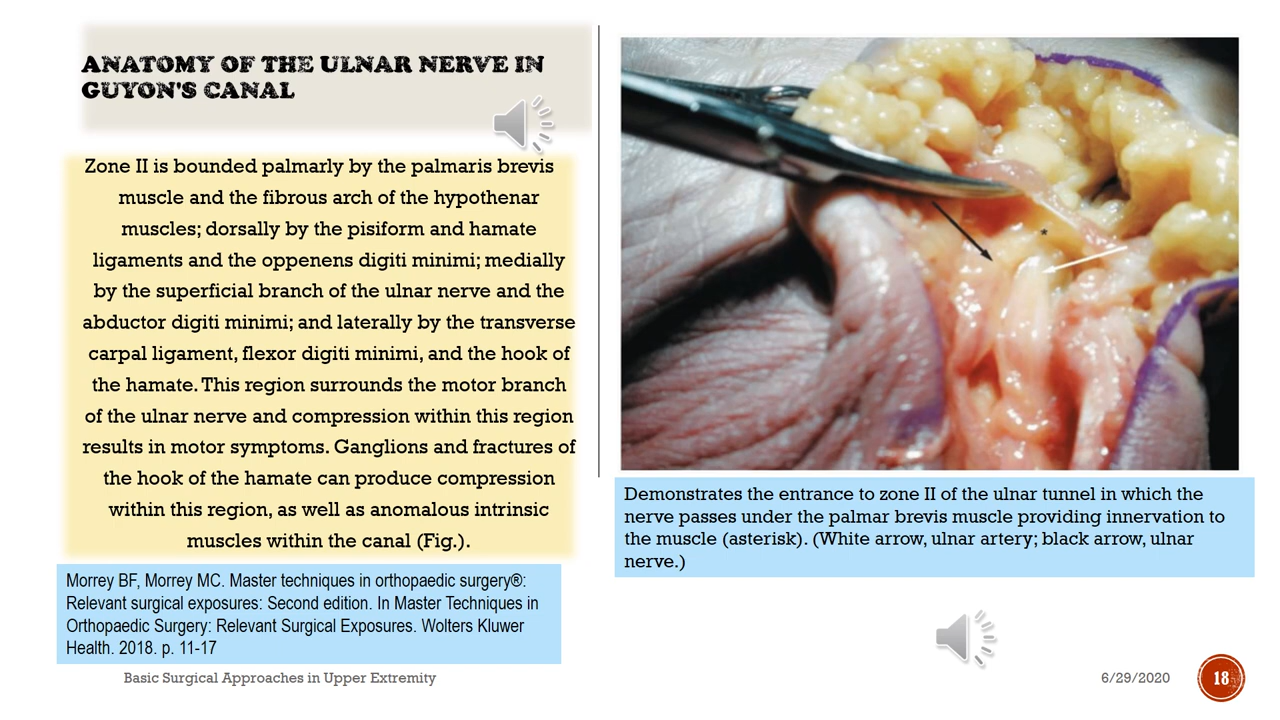 ANATOMY OF THE ULNAR NERVE IN
GUYON'S CANAL
Zone II is bounded palmarly by the palmaris brevis
muscle and the fibrous arch of the hypothenar
muscles; dorsally by the pisiform and hamate
ligaments and the oppenens digiti minimi; medially
by the superficial branch of the ulnar nerve and the
abductor digiti minimi; and laterally by the transverse
carpal ligament, flexor digiti minimi, and the hook of
the hamate. This region surrounds the motor branch
of the ulnar nerve and compression within this region
results in motor symptoms. Ganglions and fractures of
the hook of the hamate can produce compression
within this region, as well as anomalous intrinsic
muscles within the canal (Fig.).
Morrey BF, Morrey MC. Master techniques in orthopaedic surgery®:
Relevant surgical exposures: Second edition. In Master Techniques in
Orthopaedic Surgery: Relevant Surgical Exposures. Wolters Kluwer
Health. 2018. p. 11-17
*
Demonstrates the entrance to zone II of the ulnar tunnel in which the
nerve passes under the palmar brevis muscle providing innervation to
the muscle (asterisk). (White arrow, ulnar artery; black arrow, ulnar
nerve.)
Basic Surgical Approaches in Upper Extremity
6/29/2020
18